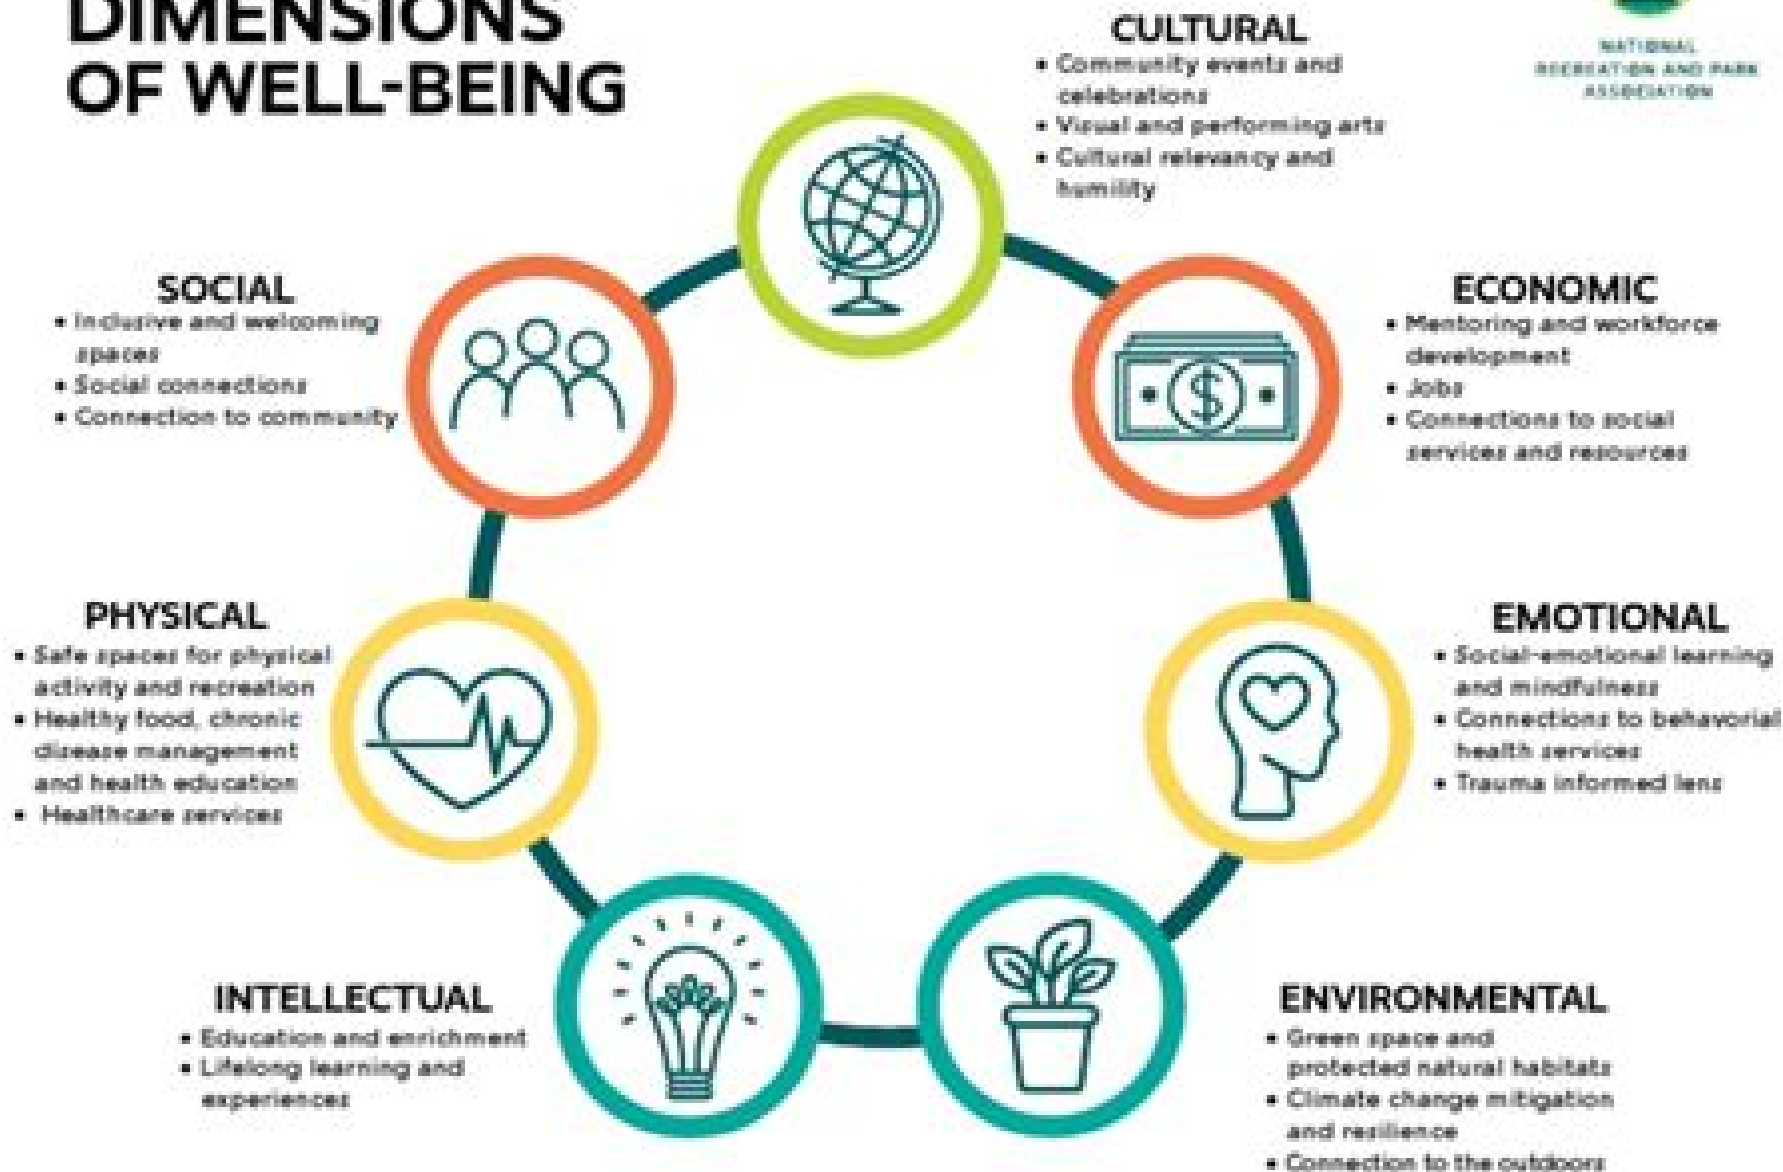 DIMENSIONS
OF WELL-BEING
NATIONAL
RECREATION AND PARK
ASSOCIATION
CULTURAL
• Community events and
celebrations
• Visual and performing arts
• Cultural relevancy and
humility
SOCIAL
• Inclusive and welcoming
spaces
• Social connections
• Connection to community
ECONOMIC
• Mentoring and workforce
development
• Jobs
• Connections to social
services and resources
$
PHYSICAL
• Safe spaces for physical
activity and recreation
• Healthy food, chronic
disease management
and health education
• Healthcare services
EMOTIONAL
• Social-emotional learning
and mindfulness
• Connections to behavorial
health services
• Trauma informed lens
INTELLECTUAL
• Education and enrichment
• Lifelong learning and
experiences
ENVIRONMENTAL
• Green space and
protected natural habitats
• Climate change mitigation
and resilience
• Connection to the outdoors